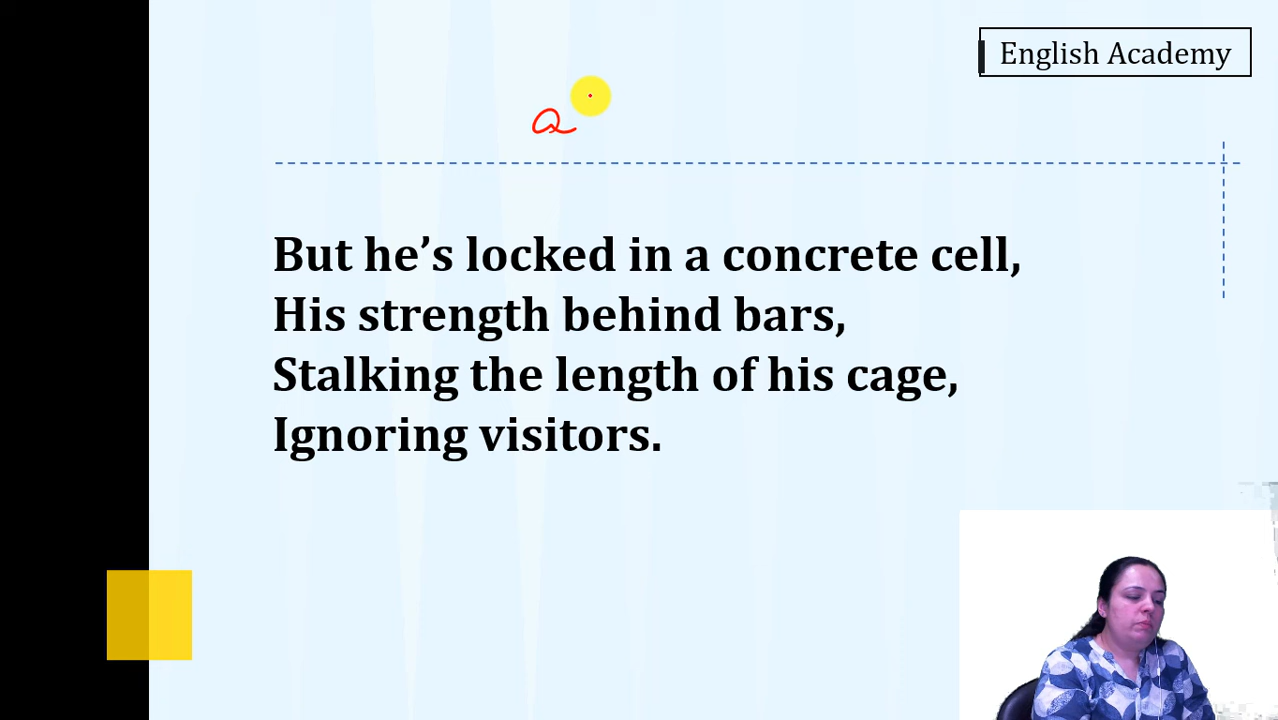 English Academy
a
But he's locked in a concrete cell,
His strength behind bars,
Stalking the length of his cage,
Ignoring visitors.